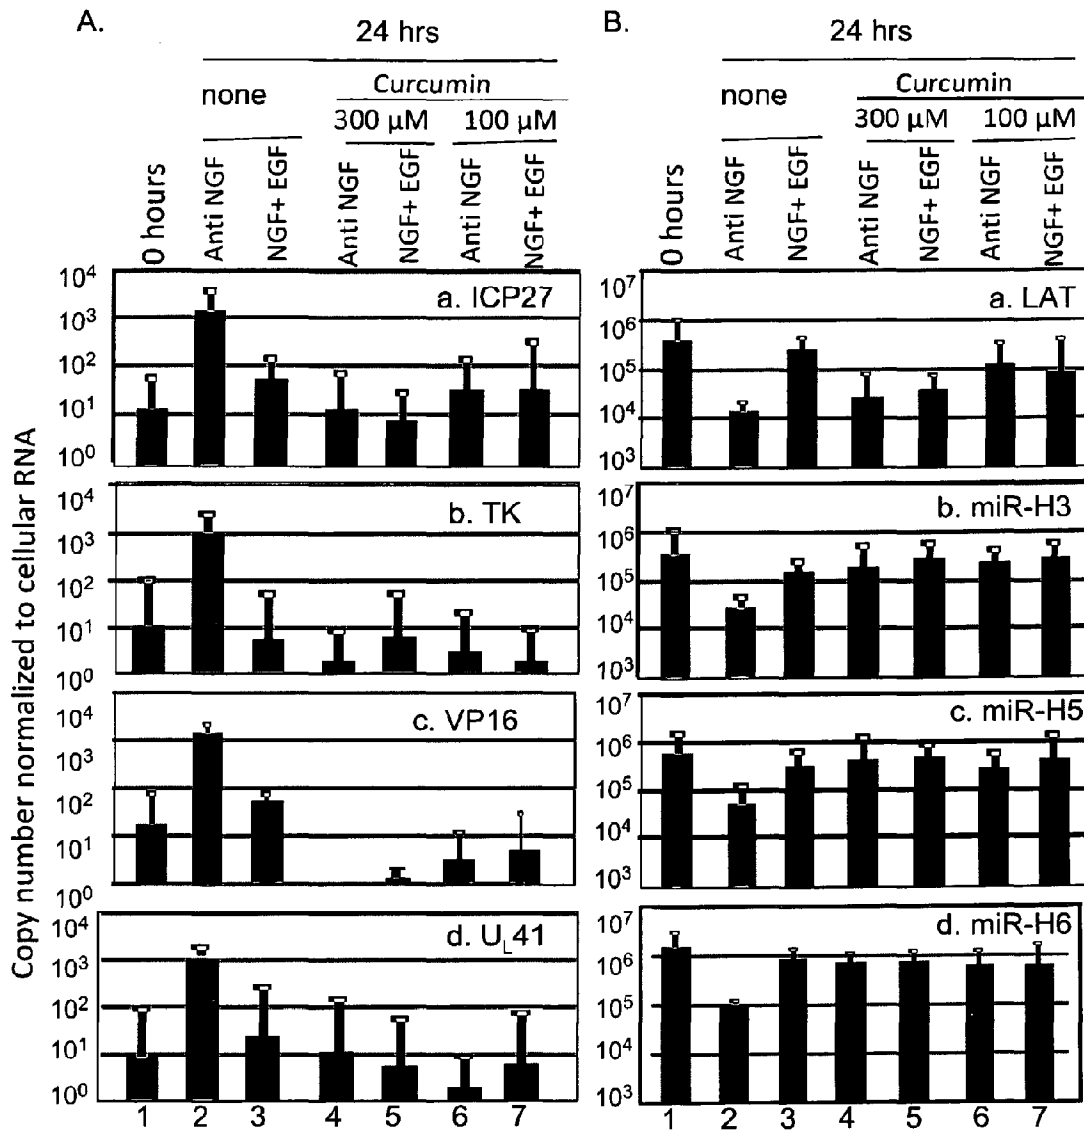 A.
24 hrs
none
Curcumin
300 µM
100 µM
0 hours
Anti NGF
NGF+ EGF
Anti NGF
NGF+ EGF
Anti NGF
NGF+ EGF
Copy number normalized to cellular RNA
a. ICP27
10⁴
10³
10²
10¹
10⁰
b. TK
10⁴
10³
10²
10¹
10⁰
c. VP16
10⁴
10³
10²
10¹
10⁰
d. U_L41
10⁴
10³
10²
10¹
10⁰
1 2 3 4 5 6 7
B.
24 hrs
none
Curcumin
300 µM
100 µM
0 hours
Anti NGF
NGF+ EGF
Anti NGF
NGF+ EGF
Anti NGF
NGF+ EGF
a. LAT
10⁷
10⁶
10⁵
10⁴
10³
b. miR-H3
10⁷
10⁶
10⁵
10⁴
10³
c. miR-H5
10⁷
10⁶
10⁵
10⁴
10³
d. miR-H6
10⁷
10⁶
10⁵
10⁴
10³
1 2 3 4 5 6 7